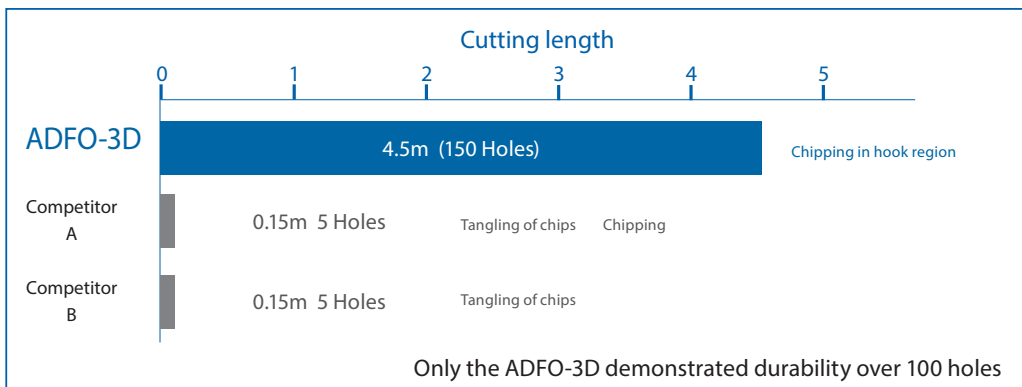 Cutting length
0 1 2 3 4 5
ADFO-3D
4.5m (150 Holes)
Chipping in hook region
Competitor
A
0.15m 5 Holes
Tangling of chips Chipping
Competitor
B
0.15m 5 Holes
Tangling of chips
Only the ADFO-3D demonstrated durability over 100 holes